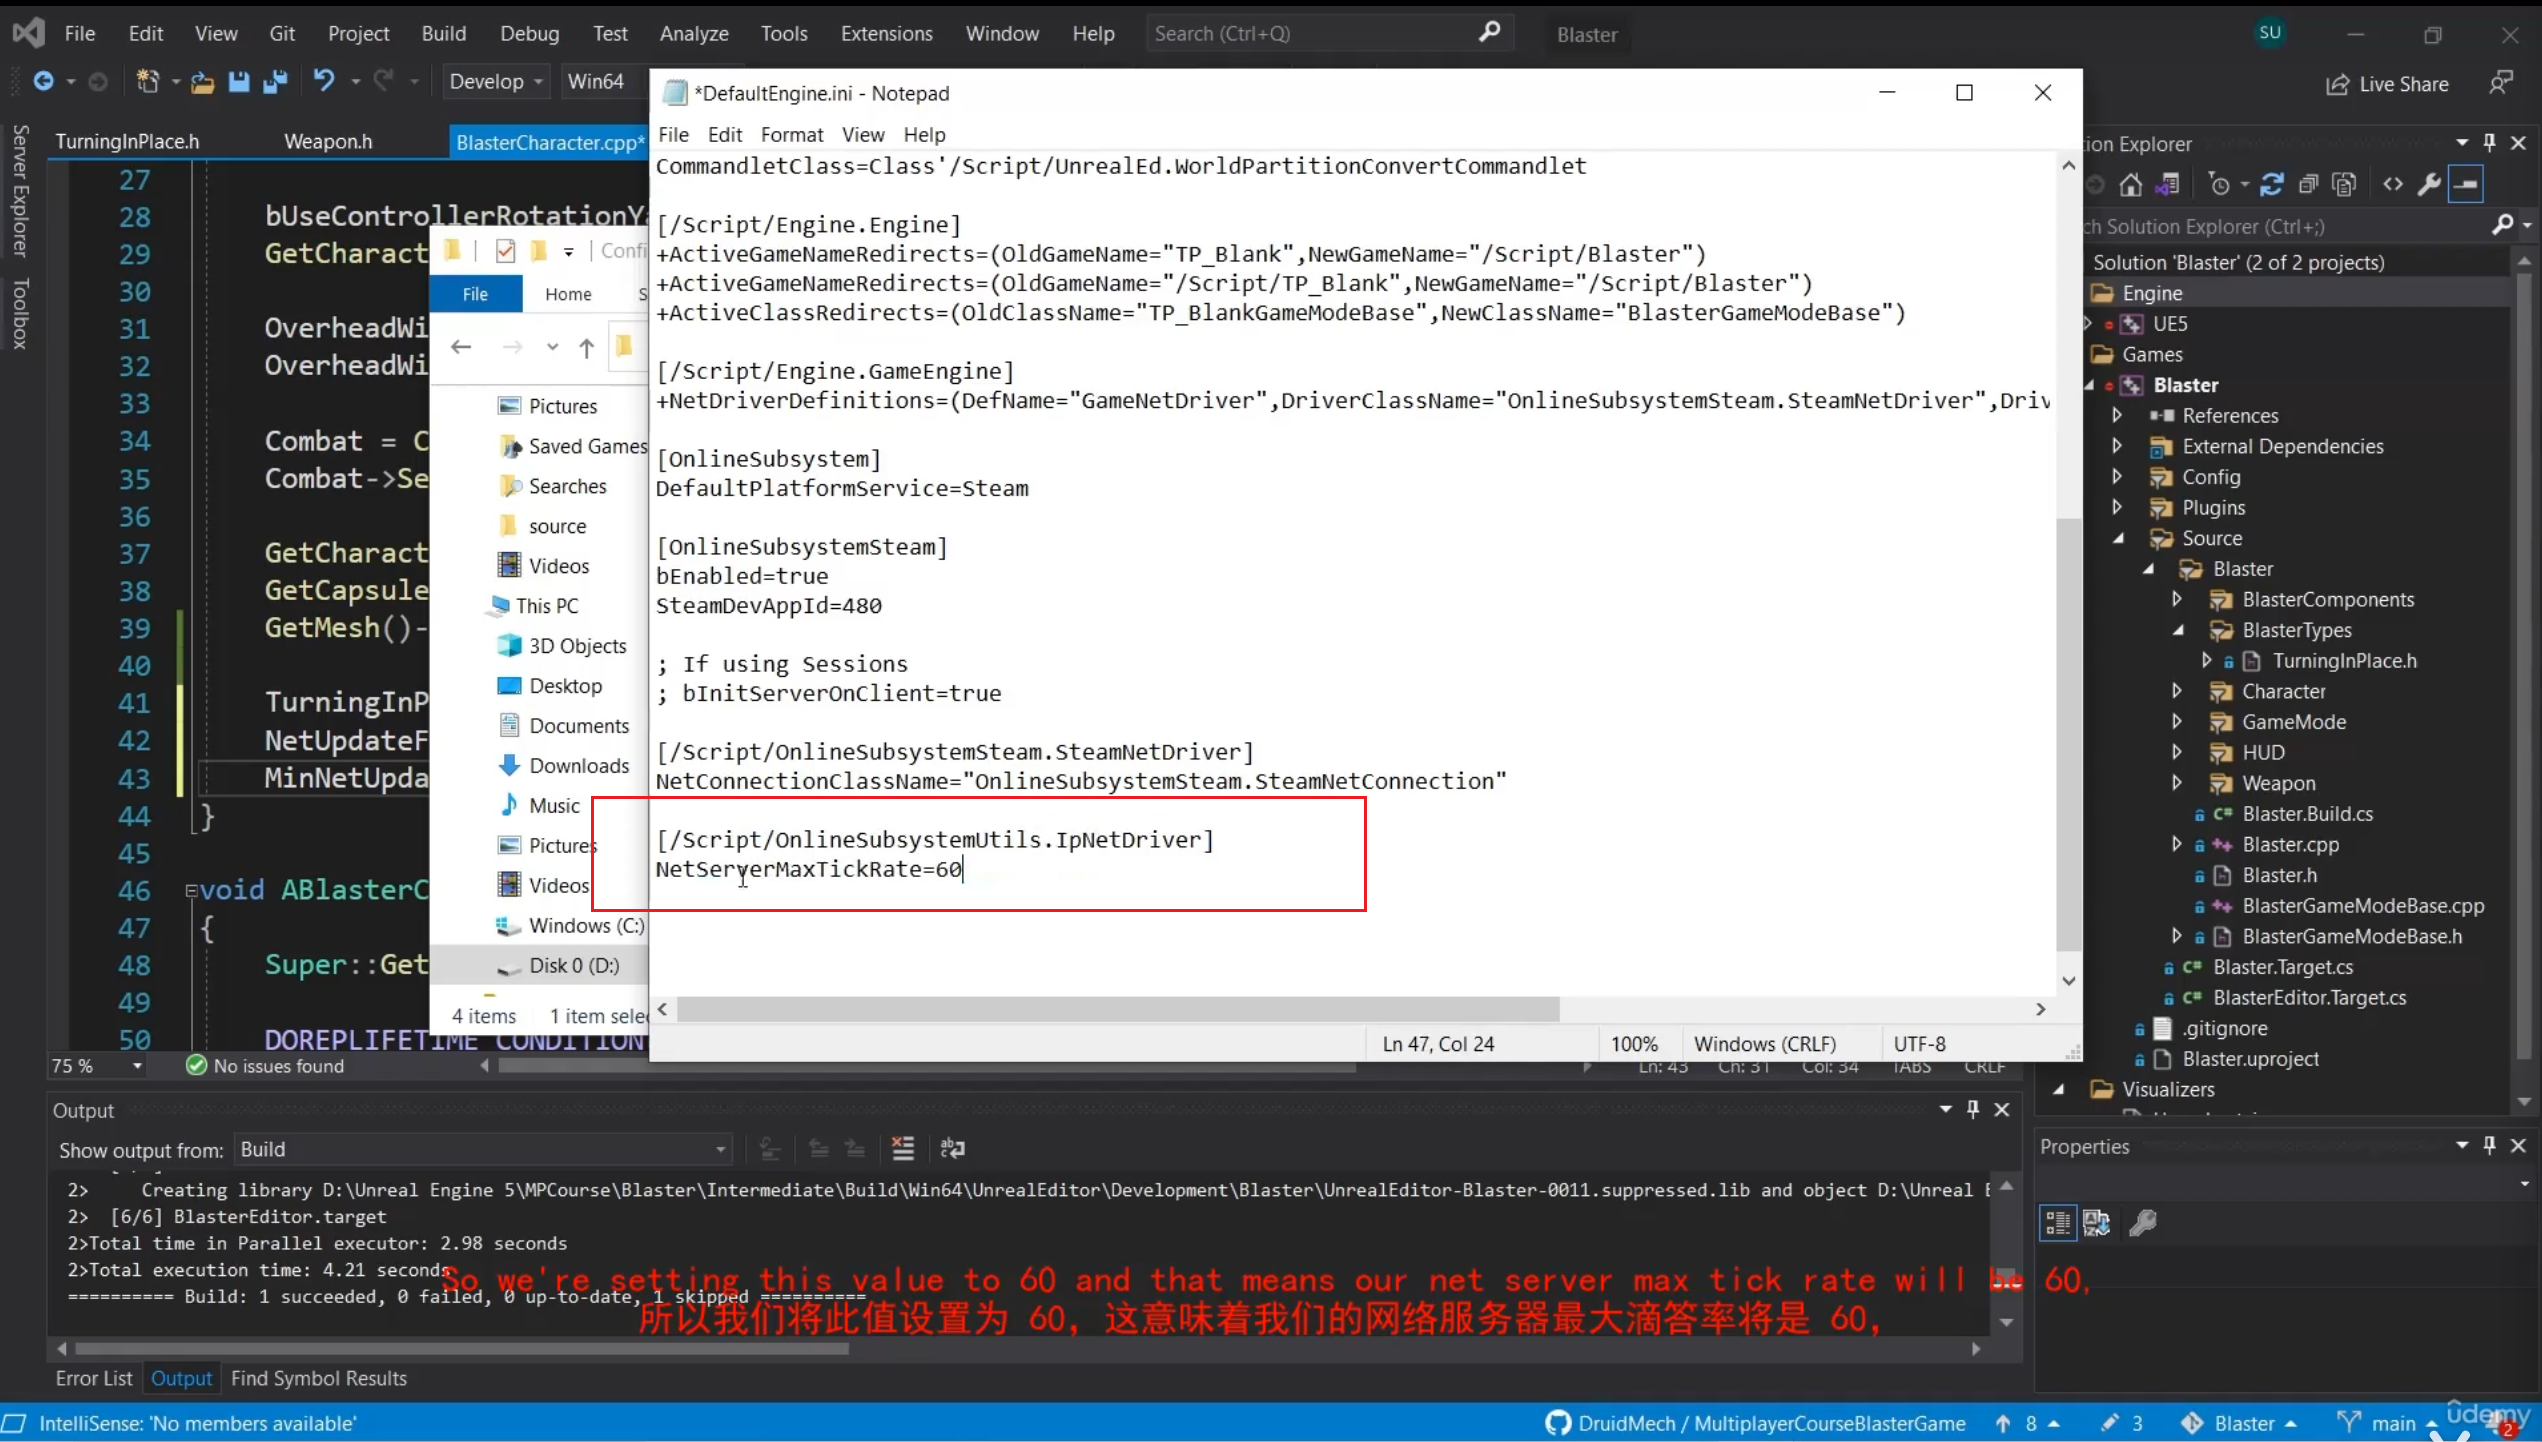 File Edit View Git Project Build Debug Test Analyze Tools Extensions Window Help Search (Ctrl+Q) Blaster SU
Develop Win64 Live Share
Server Explorer
Toolbox
TurningInPlace.h Weapon.h BlasterCharacter.cpp*
27
28 bUseControllerRotationYa
29 GetCharact
30
31 OverheadWi
32 OverheadWi
33
34 Combat = C
35 Combat->Se
36
37 GetCharact
38 GetCapsule
39 GetMesh()-
40
41 TurningInP
42 NetUpdateF
43 MinNetUpda
44 }
45
46 void ABlasterC
47 {
48 Super::Get
49
50 DOREPLIFETIME_CONDITION
75 % No issues found Ln: 43 Ch: 31 Col: 34 TABS CRLF
Confi
File Home S
Pictures
Saved Games
Searches
source
Videos
This PC
3D Objects
Desktop
Documents
Downloads
Music
Pictures
Videos
Windows (C:)
Disk 0 (D:)
4 items 1 item selec
*DefaultEngine.ini - Notepad
File Edit Format View Help
CommandletClass=Class'/Script/UnrealEd.WorldPartitionConvertCommandlet
[/Script/Engine.Engine]
+ActiveGameNameRedirects=(OldGameName="TP_Blank",NewGameName="/Script/Blaster")
+ActiveGameNameRedirects=(OldGameName="/Script/TP_Blank",NewGameName="/Script/Blaster")
+ActiveClassRedirects=(OldClassName="TP_BlankGameModeBase",NewClassName="BlasterGameModeBase")
[/Script/Engine.GameEngine]
+NetDriverDefinitions=(DefName="GameNetDriver",DriverClassName="OnlineSubsystemSteam.SteamNetDriver",Driv
[OnlineSubsystem]
DefaultPlatformService=Steam
[OnlineSubsystemSteam]
bEnabled=true
SteamDevAppId=480
; If using Sessions
; bInitServerOnClient=true
[/Script/OnlineSubsystemSteam.SteamNetDriver]
NetConnectionClassName="OnlineSubsystemSteam.SteamNetConnection"
[/Script/OnlineSubsystemUtils.IpNetDriver]
NetServerMaxTickRate=60
Ln 47, Col 24 100% Windows (CRLF) UTF-8
tion Explorer
ch Solution Explorer (Ctrl+;)
Solution 'Blaster' (2 of 2 projects)
Engine
UE5
Games
Blaster
References
External Dependencies
Config
Plugins
Source
Blaster
BlasterComponents
BlasterTypes
TurningInPlace.h
Character
GameMode
HUD
Weapon
Blaster.Build.cs
Blaster.cpp
Blaster.h
BlasterGameModeBase.cpp
BlasterGameModeBase.h
Blaster.Target.cs
BlasterEditor.Target.cs
.gitignore
Blaster.uproject
Visualizers
Properties
Output
Show output from: Build
2> Creating library D:\Unreal Engine 5\MPCourse\Blaster\Intermediate\Build\Win64\UnrealEditor\Development\Blaster\UnrealEditor-Blaster-0011.suppressed.lib and object D:\Unreal E
2> [6/6] BlasterEditor.target
2>Total time in Parallel executor: 2.98 seconds
2>Total execution time: 4.21 seconds
========== Build: 1 succeeded, 0 failed, 0 up-to-date, 1 skipped ==========
So we're setting this value to 60 and that means our net server max tick rate will be 60,
所以我们将此值设置为 60，这意味着我们的网络服务器最大滴答率将是 60，
Error List Output Find Symbol Results
IntelliSense: 'No members available' DruidMech / MultiplayerCourseBlasterGame 8 3 Blaster main 2
ûdemy